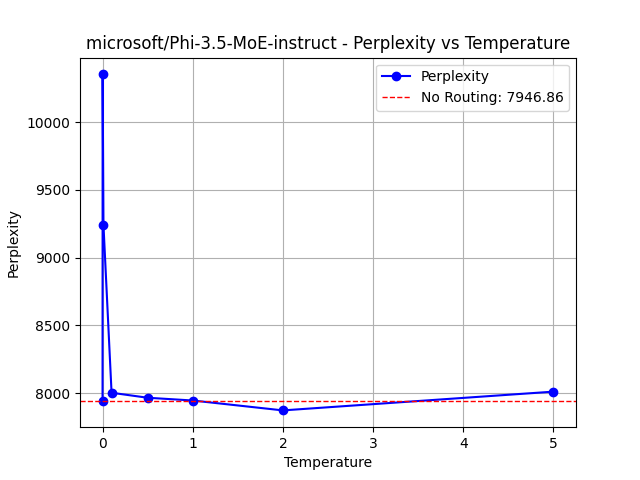 microsoft/Phi-3.5-MoE-instruct - Perplexity vs Temperature
Perplexity
No Routing: 7946.86
10000
9500
9000
8500
8000
Perplexity
0 1 2 3 4 5
Temperature